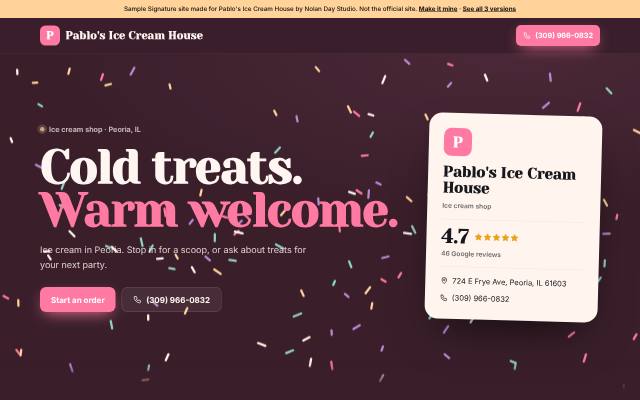 Sample Signature site made for Pablo's Ice Cream House by Nolan Day Studio. Not the official site. Make it mine · See all 3 versions
P Pablo's Ice Cream House
(309) 966-0832
Ice cream shop · Peoria, IL
Cold treats.
Warm welcome.
Ice cream in Peoria. Stop in for a scoop, or ask about treats for
your next party.
Start an order
(309) 966-0832
P
Pablo's Ice Cream
House
Ice cream shop
4.7
46 Google reviews
724 E Frye Ave, Peoria, IL 61603
(309) 966-0832